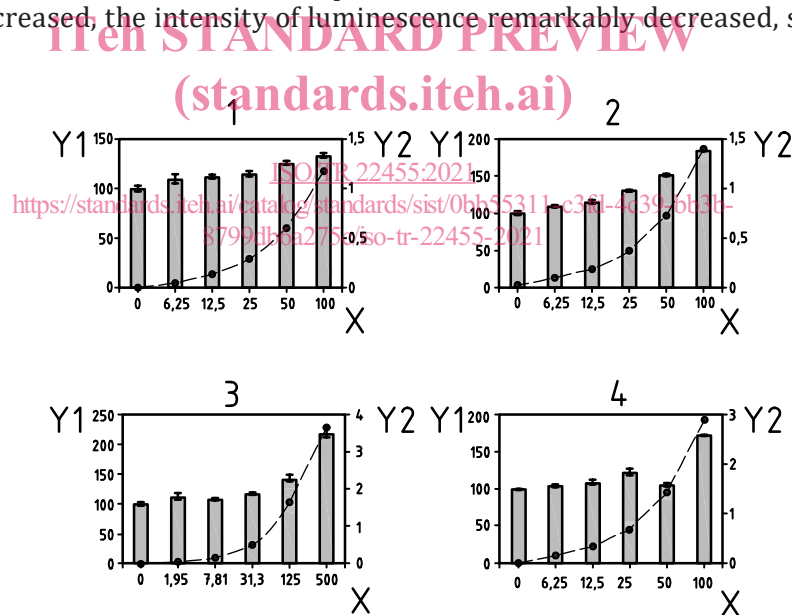 creased, the intensity of luminescence remarkably decreased, s
iTeh STANDARD PREVIEW
(standards.iteh.ai)
1 2
Y1 150 1,5 Y2 Y1 200 1,5 Y2
ISO/TR 22455:2021
150
100 1 1
https://standards.iteh.ai/catalog/standards/sist/0bb55311-c3fd-4c39-bb3b-
100
8799db6a275c/iso-tr-22455-2021
50 0,5 50 0,5
0 0 0 0
0 6,25 12,5 25 50 100 0 6,25 12,5 25 50 100
X X
3 4
Y1 250 4 Y2 Y1 200 3 Y2
200 3 150 2
150 2 100
100 1 50 1
50
0 0 0 0
0 1,95 7,81 31,3 125 500 0 6,25 12,5 25 50 100
X X